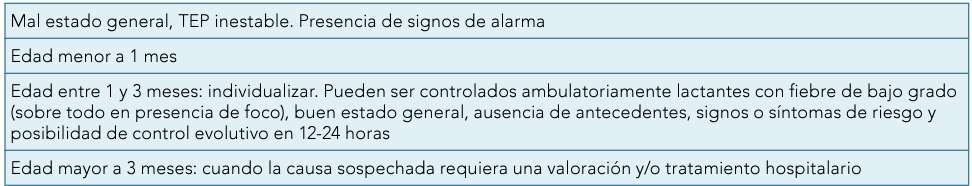 Mal estado general, TEP inestable. Presencia de signos de alarma
Edad menor a 1 mes
Edad entre 1 y 3 meses: individualizar. Pueden ser controlados ambulatoriamente lactantes con fiebre de bajo grado
(sobre todo en presencia de foco), buen estado general, ausencia de antecedentes, signos o síntomas de riesgo y
posibilidad de control evolutivo en 12-24 horas
Edad mayor a 3 meses: cuando la causa sospechada requiera una valoración y/o tratamiento hospitalario